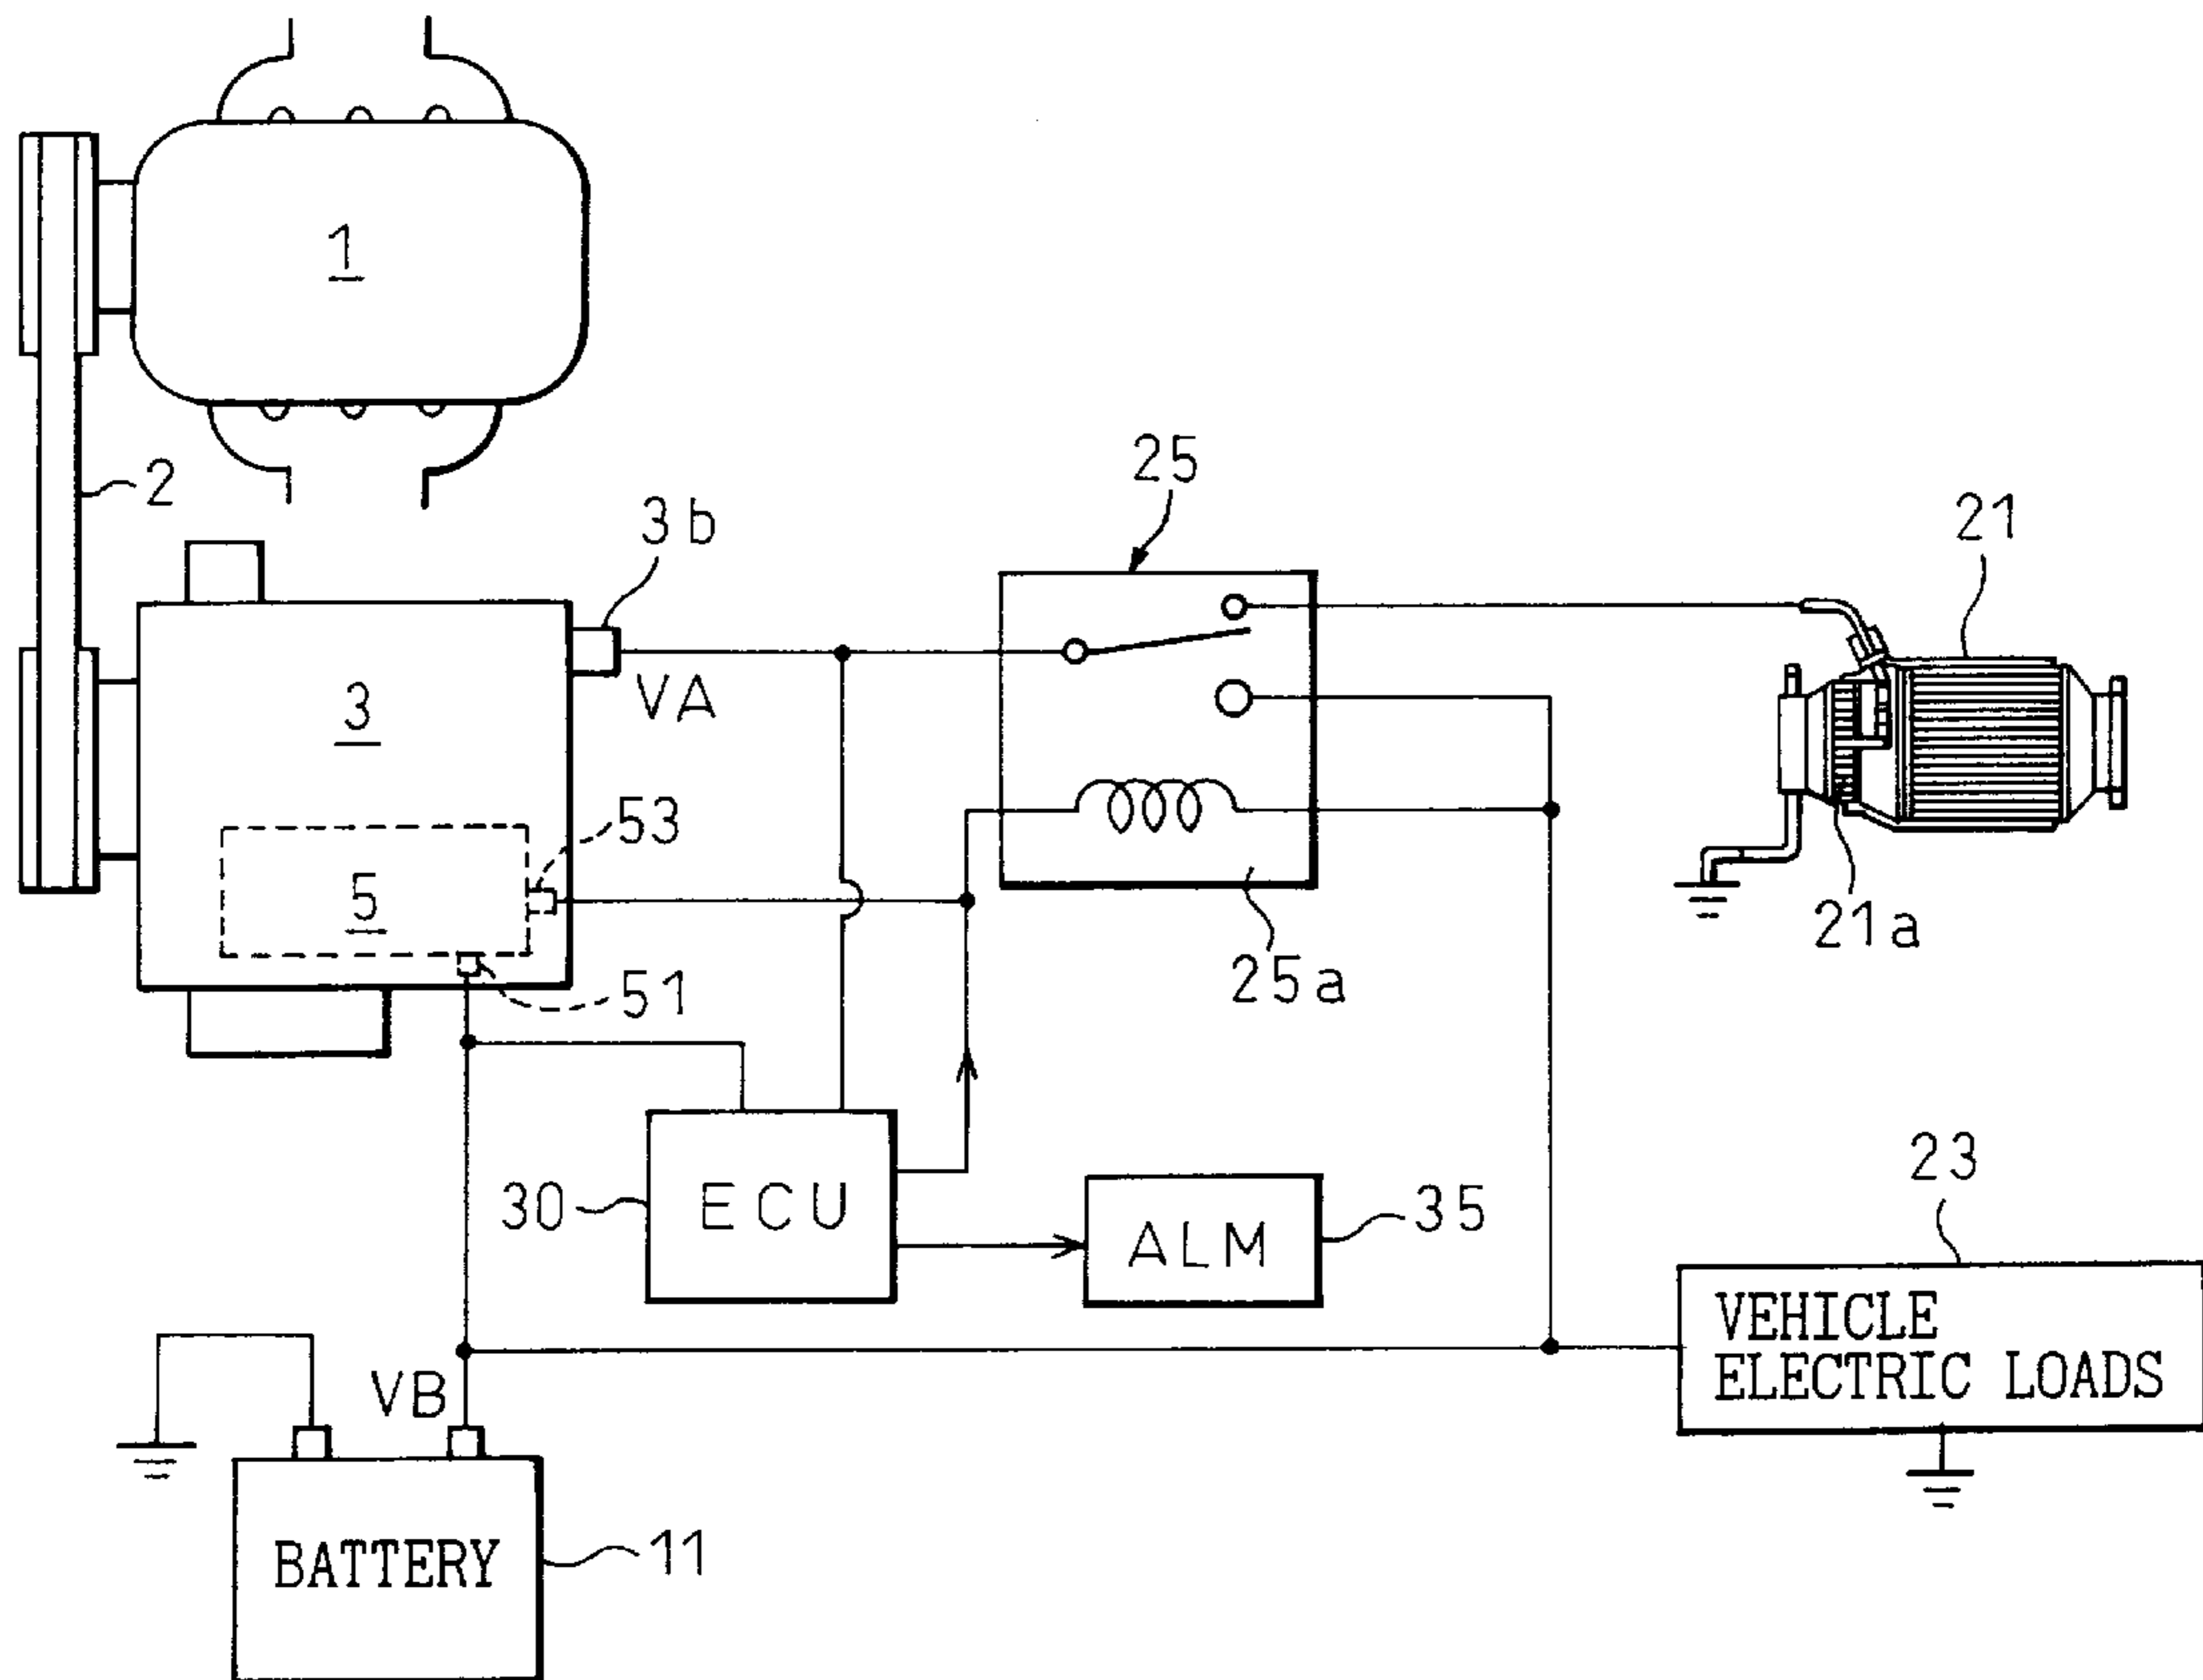 1
2
3b
25
21
3
VA
53
5
51
25a
21a
30
ECU
ALM
35
23
VEHICLE
ELECTRIC LOADS
VB
BATTERY
11